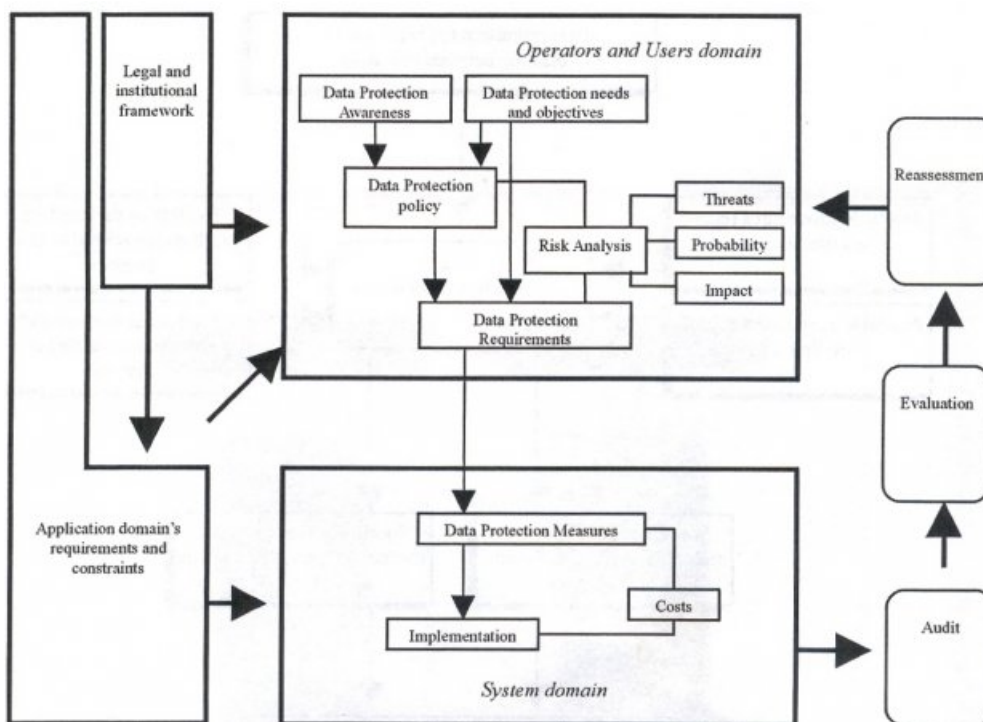 Legal and
institutional
framework
Operators and Users domain
Data Protection
Awareness
Data Protection needs
and objectives
Data Protection
policy
Risk Analysis
Threats
Probability
Impact
Data Protection
Requirements
Reassessment
Evaluation
Audit
Application domain's
requirements and
constraints
Data Protection Measures
Costs
Implementation
System domain